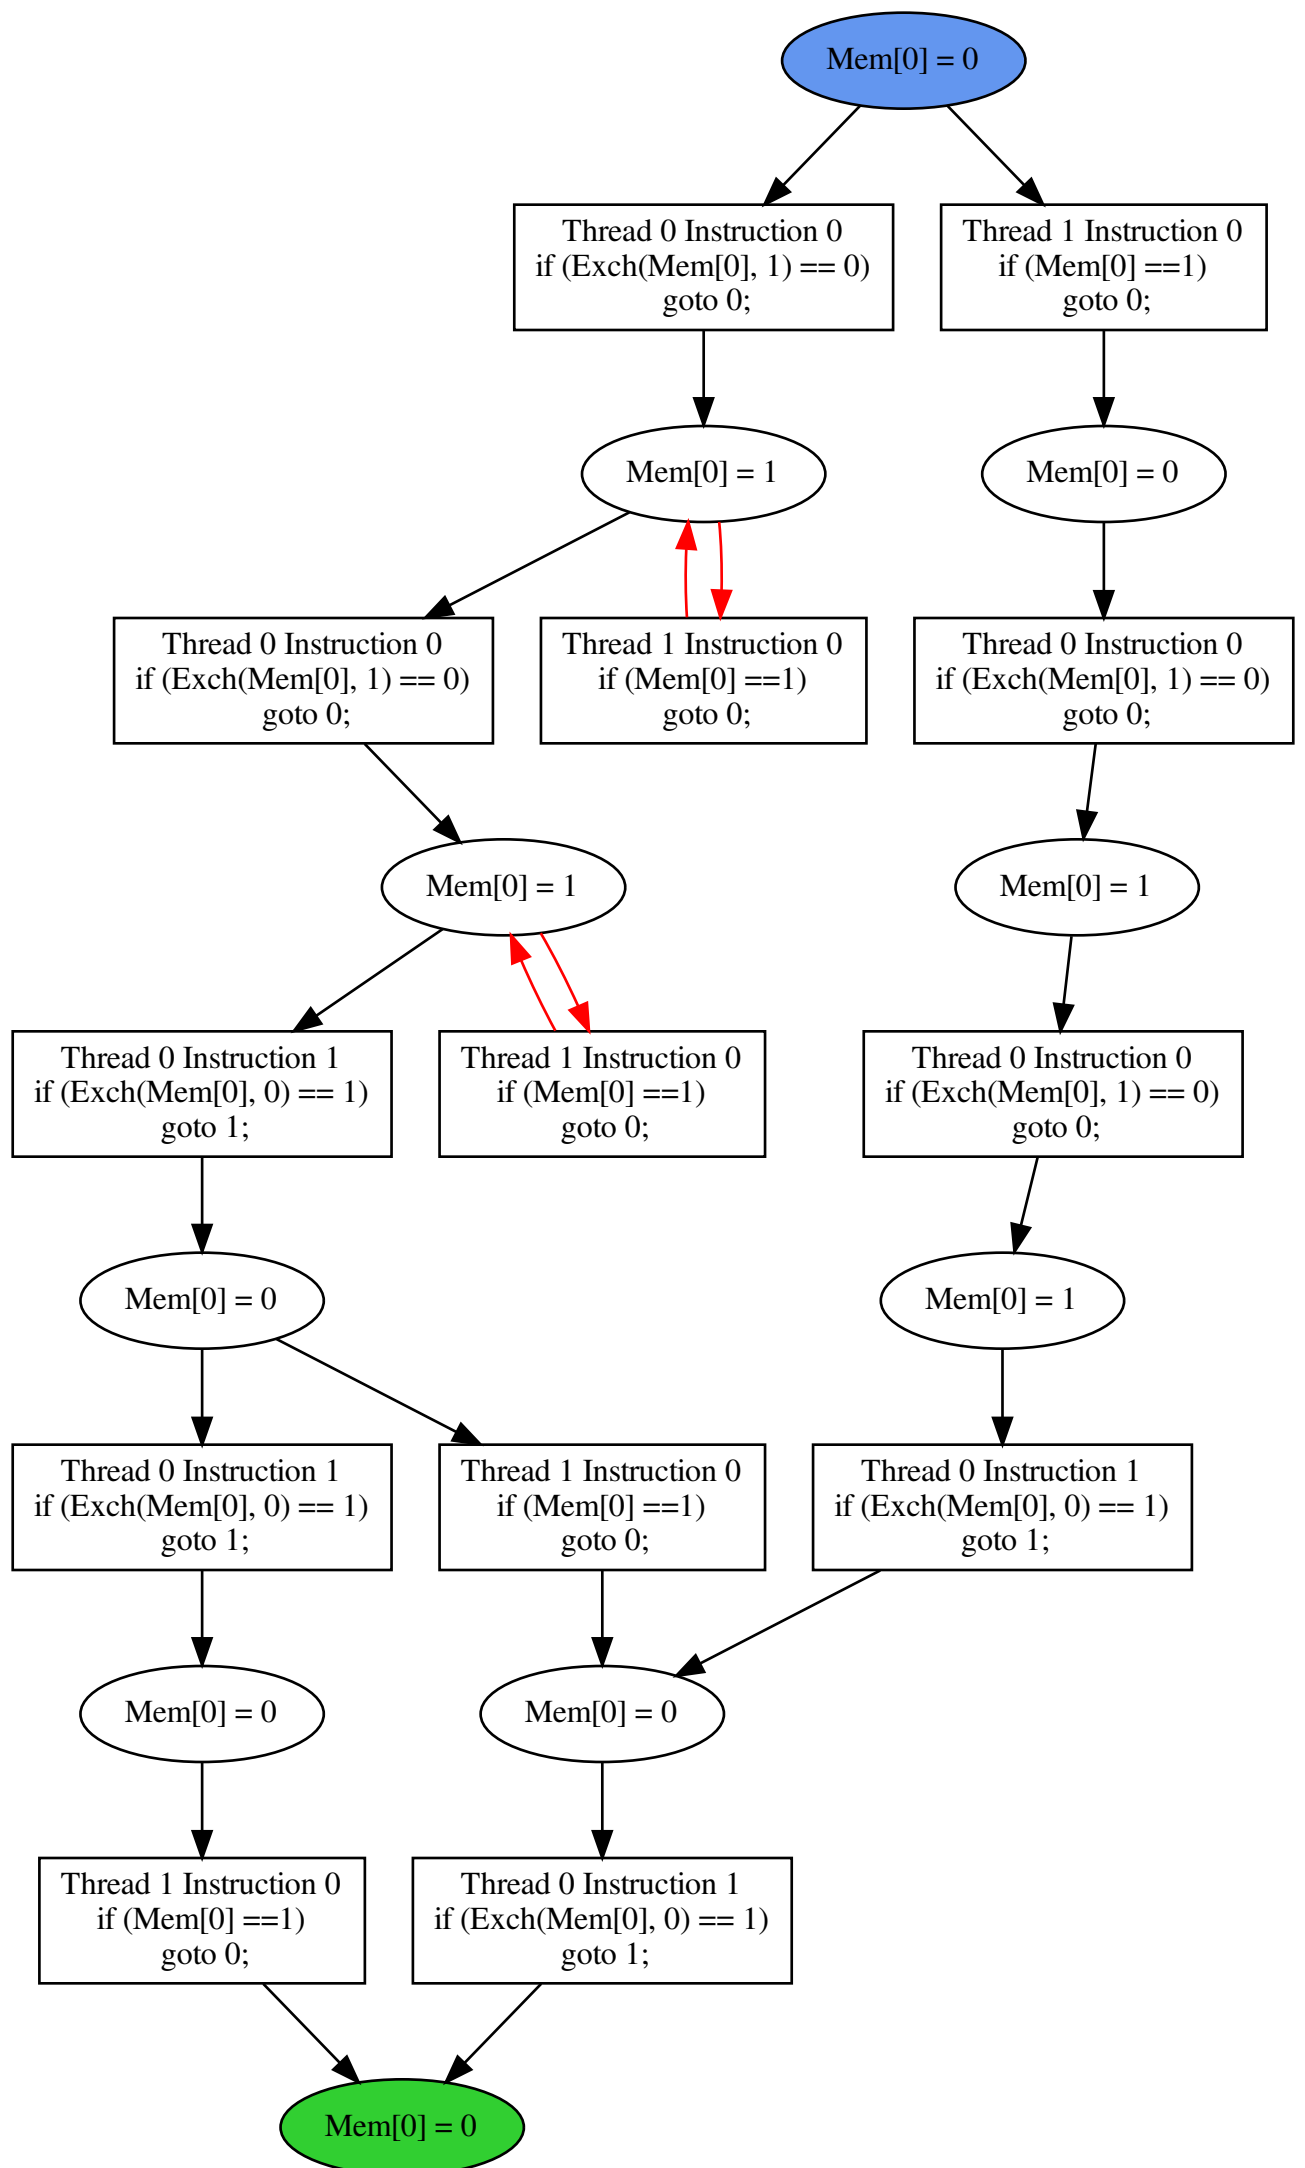 Mem[0] = 0
Thread 0 Instruction 0
if (Exch(Mem[0], 1) == 0)
goto 0;
Thread 1 Instruction 0
if (Mem[0] ==1)
goto 0;
Mem[0] = 1
Mem[0] = 0
Thread 0 Instruction 0
if (Exch(Mem[0], 1) == 0)
goto 0;
Thread 1 Instruction 0
if (Mem[0] ==1)
goto 0;
Thread 0 Instruction 0
if (Exch(Mem[0], 1) == 0)
goto 0;
Mem[0] = 1
Mem[0] = 1
Thread 0 Instruction 1
if (Exch(Mem[0], 0) == 1)
goto 1;
Thread 1 Instruction 0
if (Mem[0] ==1)
goto 0;
Thread 0 Instruction 0
if (Exch(Mem[0], 1) == 0)
goto 0;
Mem[0] = 0
Mem[0] = 1
Thread 0 Instruction 1
if (Exch(Mem[0], 0) == 1)
goto 1;
Thread 1 Instruction 0
if (Mem[0] ==1)
goto 0;
Thread 0 Instruction 1
if (Exch(Mem[0], 0) == 1)
goto 1;
Mem[0] = 0
Mem[0] = 0
Thread 1 Instruction 0
if (Mem[0] ==1)
goto 0;
Thread 0 Instruction 1
if (Exch(Mem[0], 0) == 1)
goto 1;
Mem[0] = 0